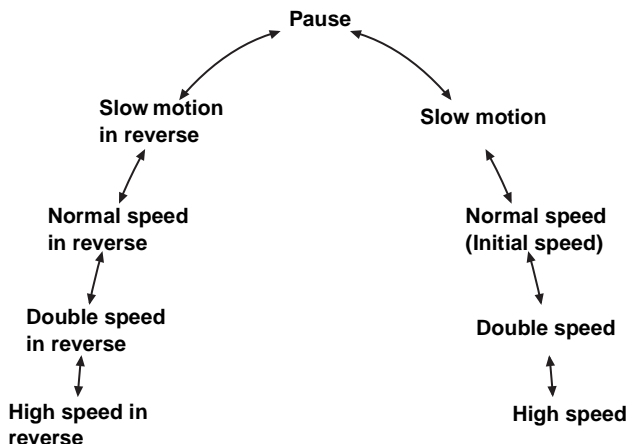 Pause
Slow motion
in reverse
Slow motion
Normal speed
in reverse
Normal speed
(Initial speed)
Double speed
in reverse
Double speed
High speed in
reverse
High speed